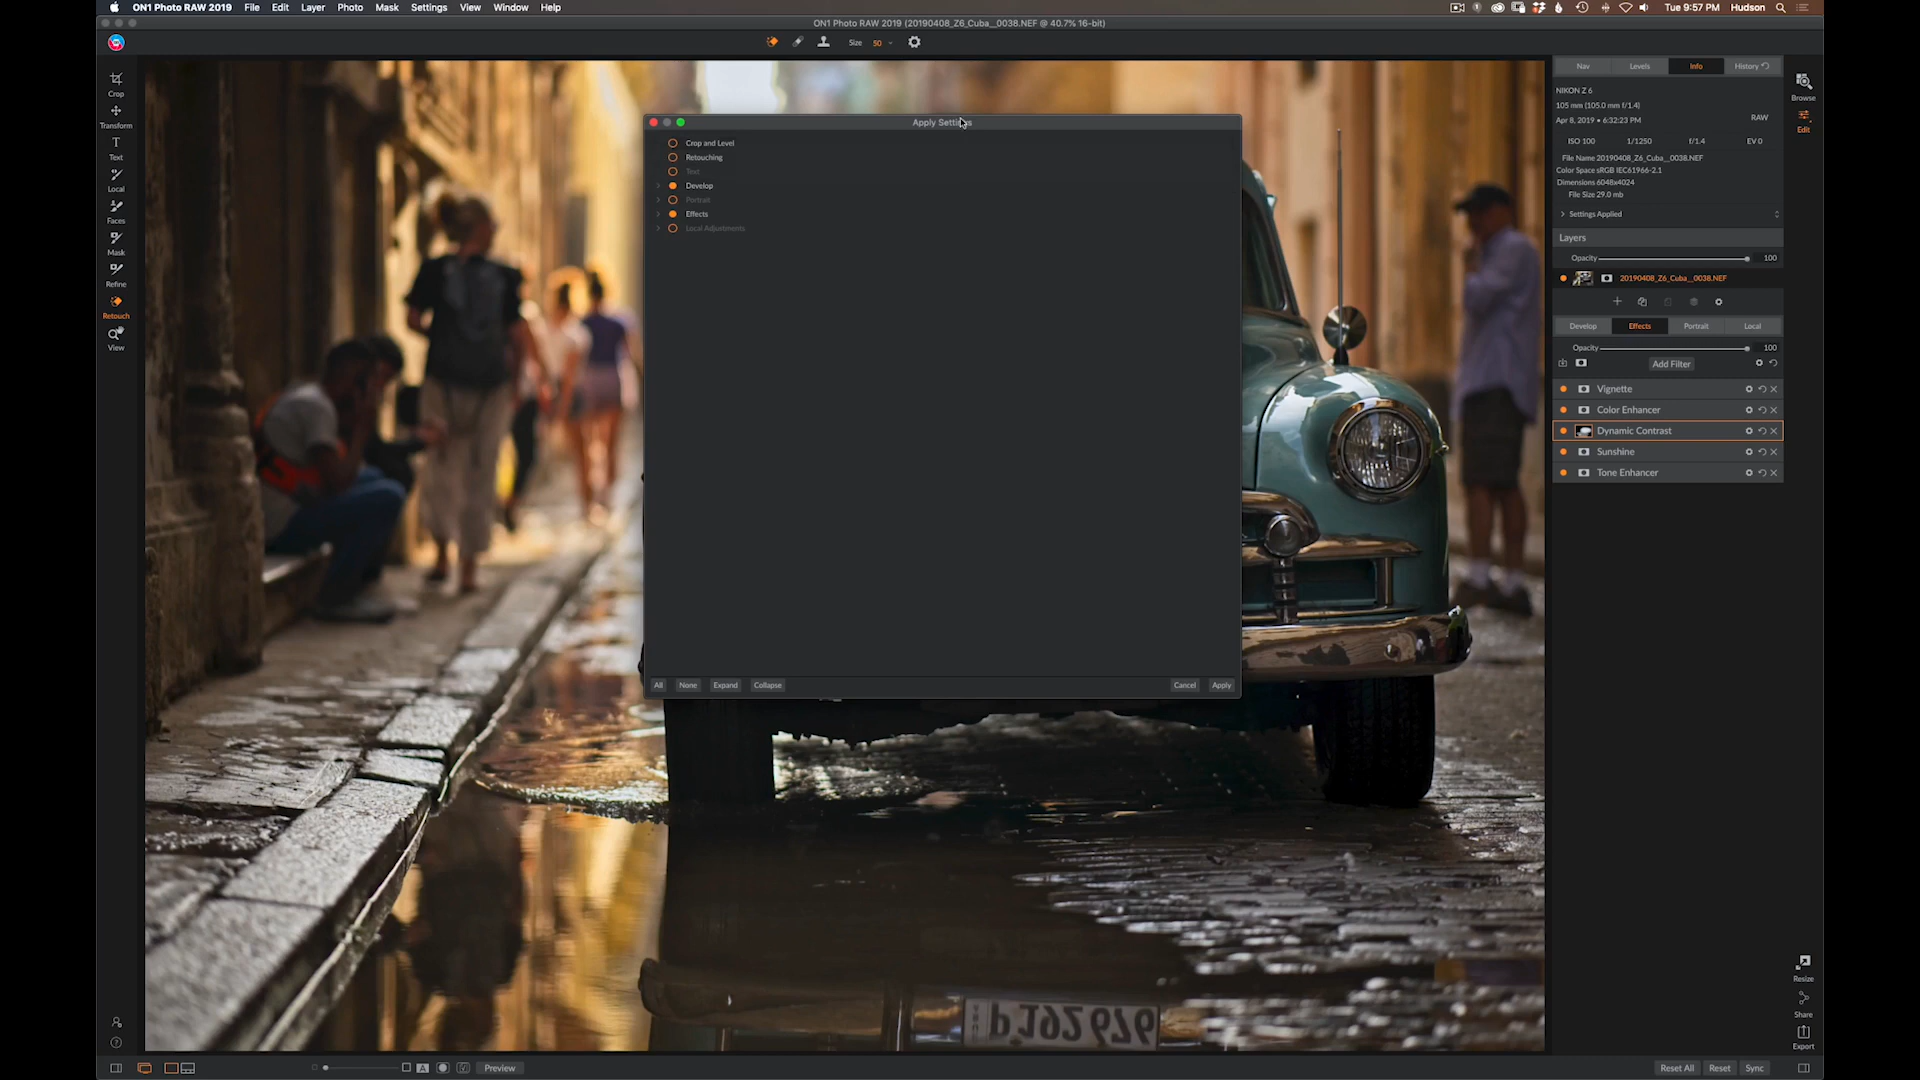 ON1 Photo RAW 2019 File Edit Layer Photo Mask Settings View Window Help Tue 9:57 PM Hudson
ON1 Photo RAW 2019 (20190408_Z6_Cuba__0038.NEF @ 40.7% 16-bit)
Size 50
Crop
Transform
Text
Local
Faces
Mask
Refine
Retouch
View
Apply Settings
Crop and Level
Retouching
Text
Develop
Portrait
Effects
Local Adjustments
All None Expand Collapse Cancel Apply
Nav Levels Info History
NIKON Z 6
105 mm (105.0 mm f/1.4)
Apr 8, 2019 • 6:32:23 PM RAW
ISO 100 1/1250 f/1.4 EV 0
File Name 20190408_Z6_Cuba__0038.NEF
Color Space sRGB IEC61966-2.1
Dimensions 6048x4024
File Size 29.0 mb
Settings Applied
Layers
Opacity 100
20190408_Z6_Cuba__0038.NEF
Develop Effects Portrait Local
Opacity 100
Add Filter
Vignette
Color Enhancer
Dynamic Contrast
Sunshine
Tone Enhancer
Browse
Edit
Resize
Share
Export
P192676
A Preview Reset All Reset Sync